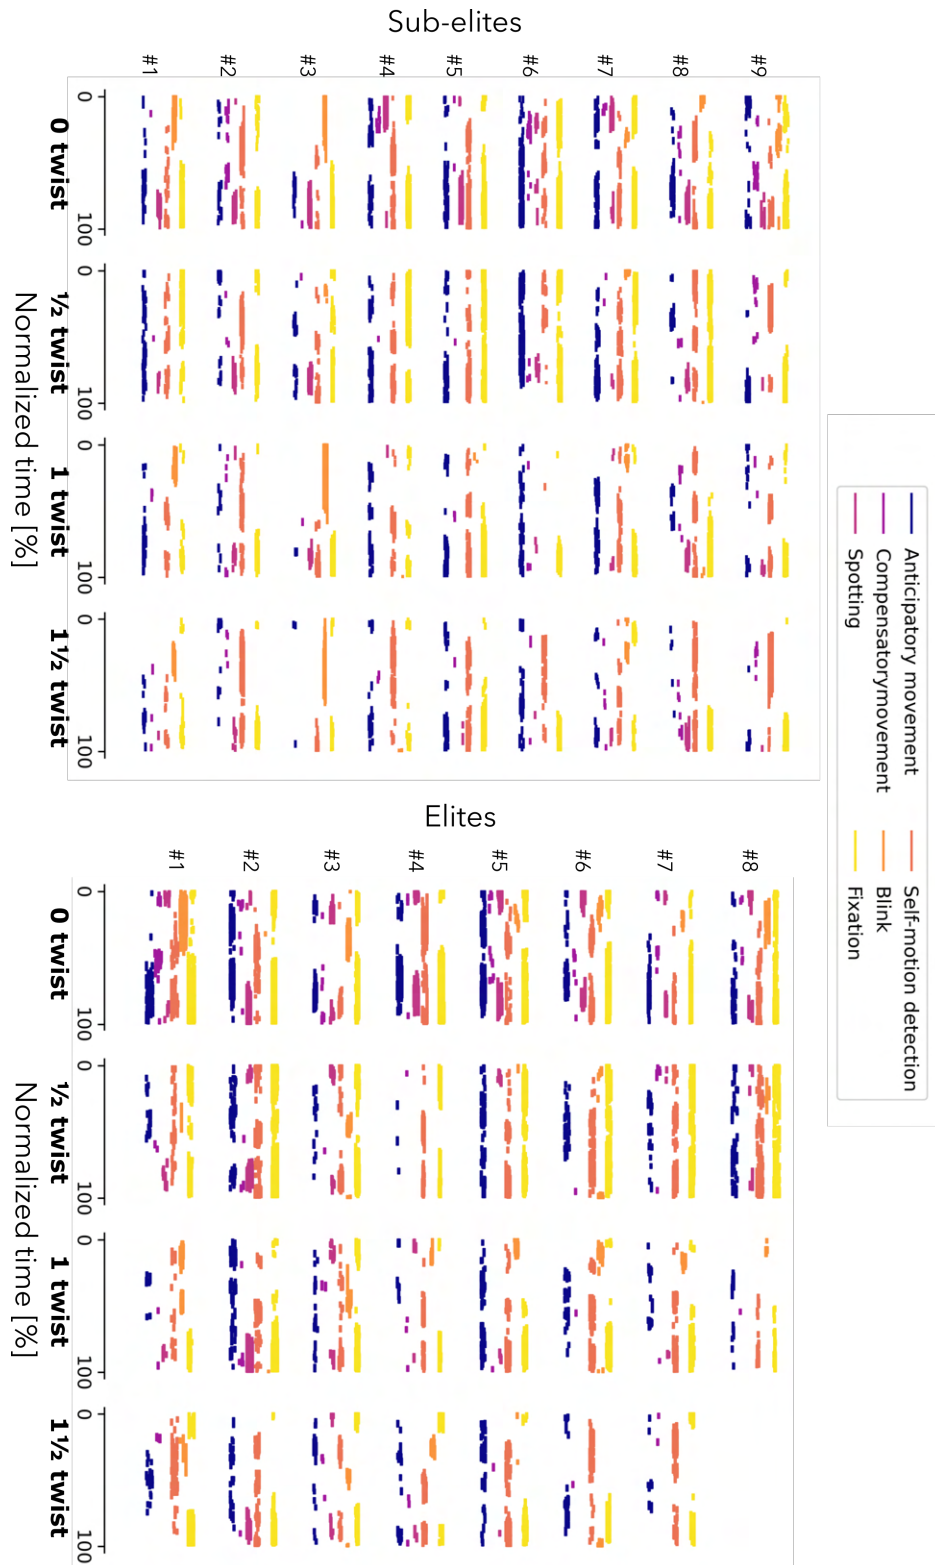 Sub-elites
#1
#2
#3
#4
#5
#6
#7
#8
#9
0
100
0
100
0
100
0
100
0 twist
½ twist
1 twist
1½ twist
Normalized time [%]
Anticipatory movement
Compensatorymovement
Spotting
Self-motion detection
Blink
Fixation
Elites
#1
#2
#3
#4
#5
#6
#7
#8
0
100
0
100
0
100
0
100
0 twist
½ twist
1 twist
1½ twist
Normalized time [%]